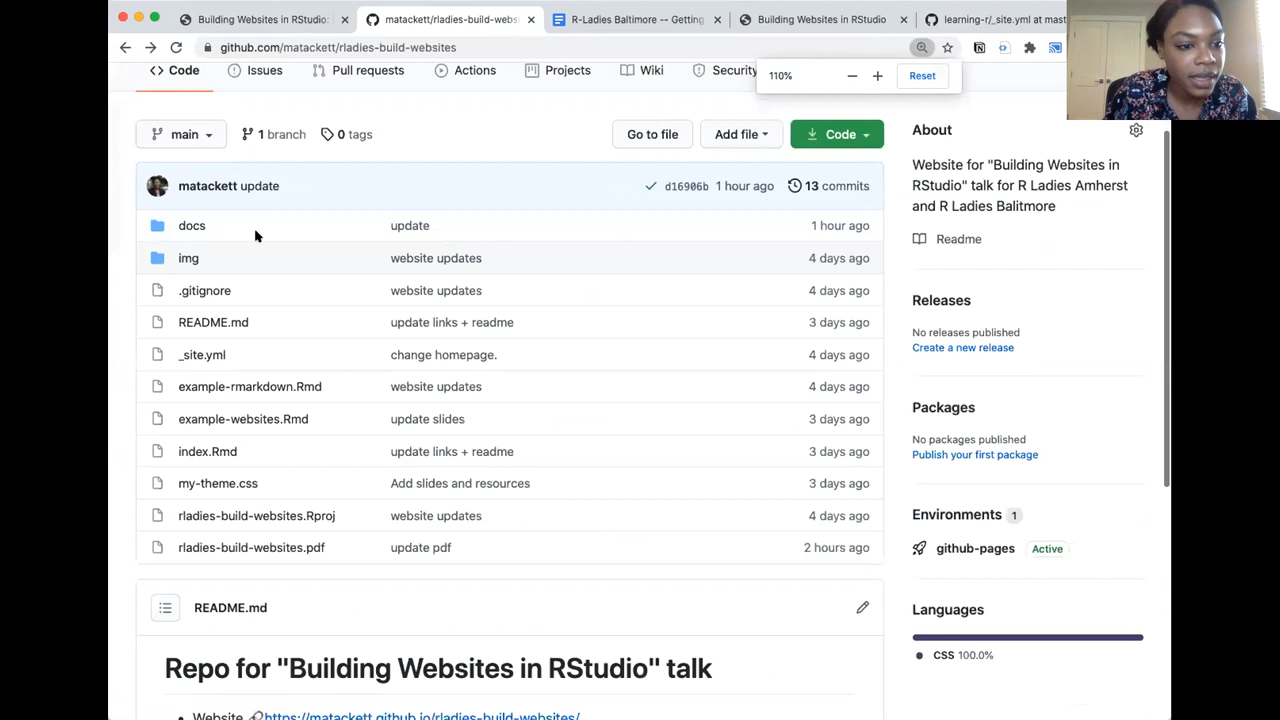 Building Websites in RStudio:
matackett/rladies-build-websi
R-Ladies Baltimore -- Getting
Building Websites in RStudio
learning-r/_site.yml at mast
github.com/matackett/rladies-build-websites
Code
Issues
Pull requests
Actions
Projects
Wiki
Security
110%
Reset
main
1 branch
0 tags
Go to file
Add file
Code
About
Website for "Building Websites in
RStudio" talk for R Ladies Amherst
and R Ladies Balitmore
Readme
matackett update
d16906b 1 hour ago
13 commits
docs update 1 hour ago
img website updates 4 days ago
.gitignore website updates 4 days ago
README.md update links + readme 3 days ago
_site.yml change homepage. 4 days ago
example-rmarkdown.Rmd website updates 4 days ago
example-websites.Rmd update slides 3 days ago
index.Rmd update links + readme 3 days ago
my-theme.css Add slides and resources 3 days ago
rladies-build-websites.Rproj website updates 4 days ago
rladies-build-websites.pdf update pdf 2 hours ago
Releases
No releases published
Create a new release
Packages
No packages published
Publish your first package
Environments 1
github-pages Active
Languages
CSS 100.0%
README.md
Repo for "Building Websites in RStudio" talk
Website https://matackett.github.io/rladies-build-websites/